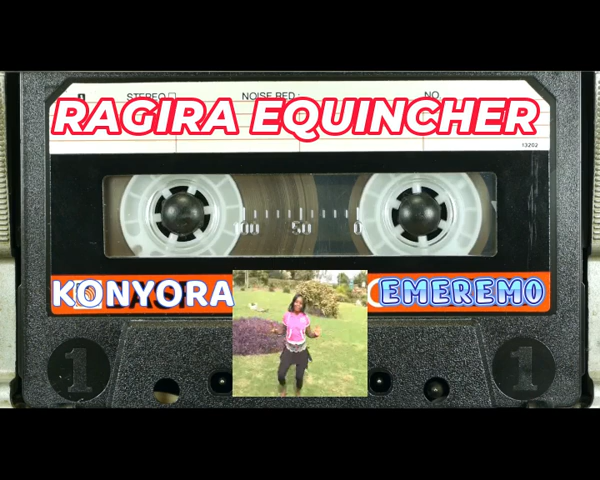 STEREO NOISE RED.: NO.
RAGIRA EQUINCHER
13202
100 50 0
KONYORA EMEREMO
1 1